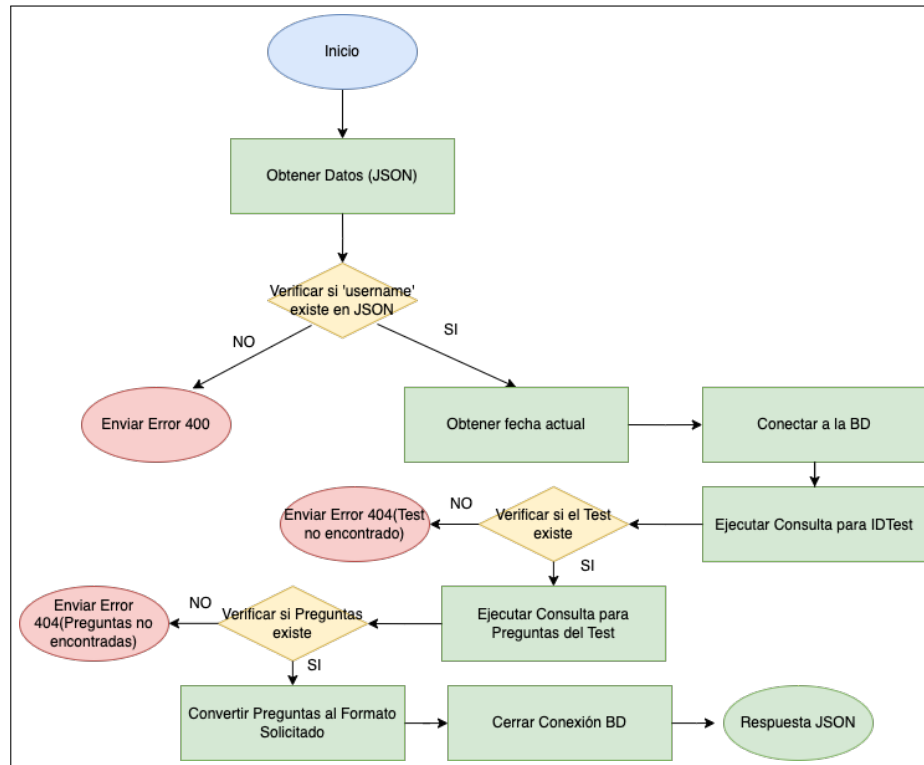 Inicio
Obtener Datos (JSON)
Verificar si 'username'
existe en JSON
NO
SI
Enviar Error 400
Obtener fecha actual
Conectar a la BD
Ejecutar Consulta para IDTest
Verificar si el Test
existe
NO
Enviar Error 404(Test
no encontrado)
SI
Ejecutar Consulta para
Preguntas del Test
Verificar si Preguntas
existe
NO
Enviar Error
404(Preguntas no
encontradas)
SI
Convertir Preguntas al Formato
Solicitado
Cerrar Conexión BD
Respuesta JSON